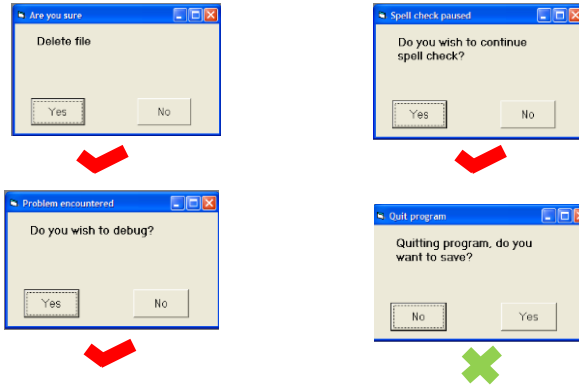 Are you sure
Delete file
Yes No
Spell check paused
Do you wish to continue
spell check?
Yes No
Problem encountered
Do you wish to debug?
Yes No
Quit program
Quitting program, do you
want to save?
No Yes